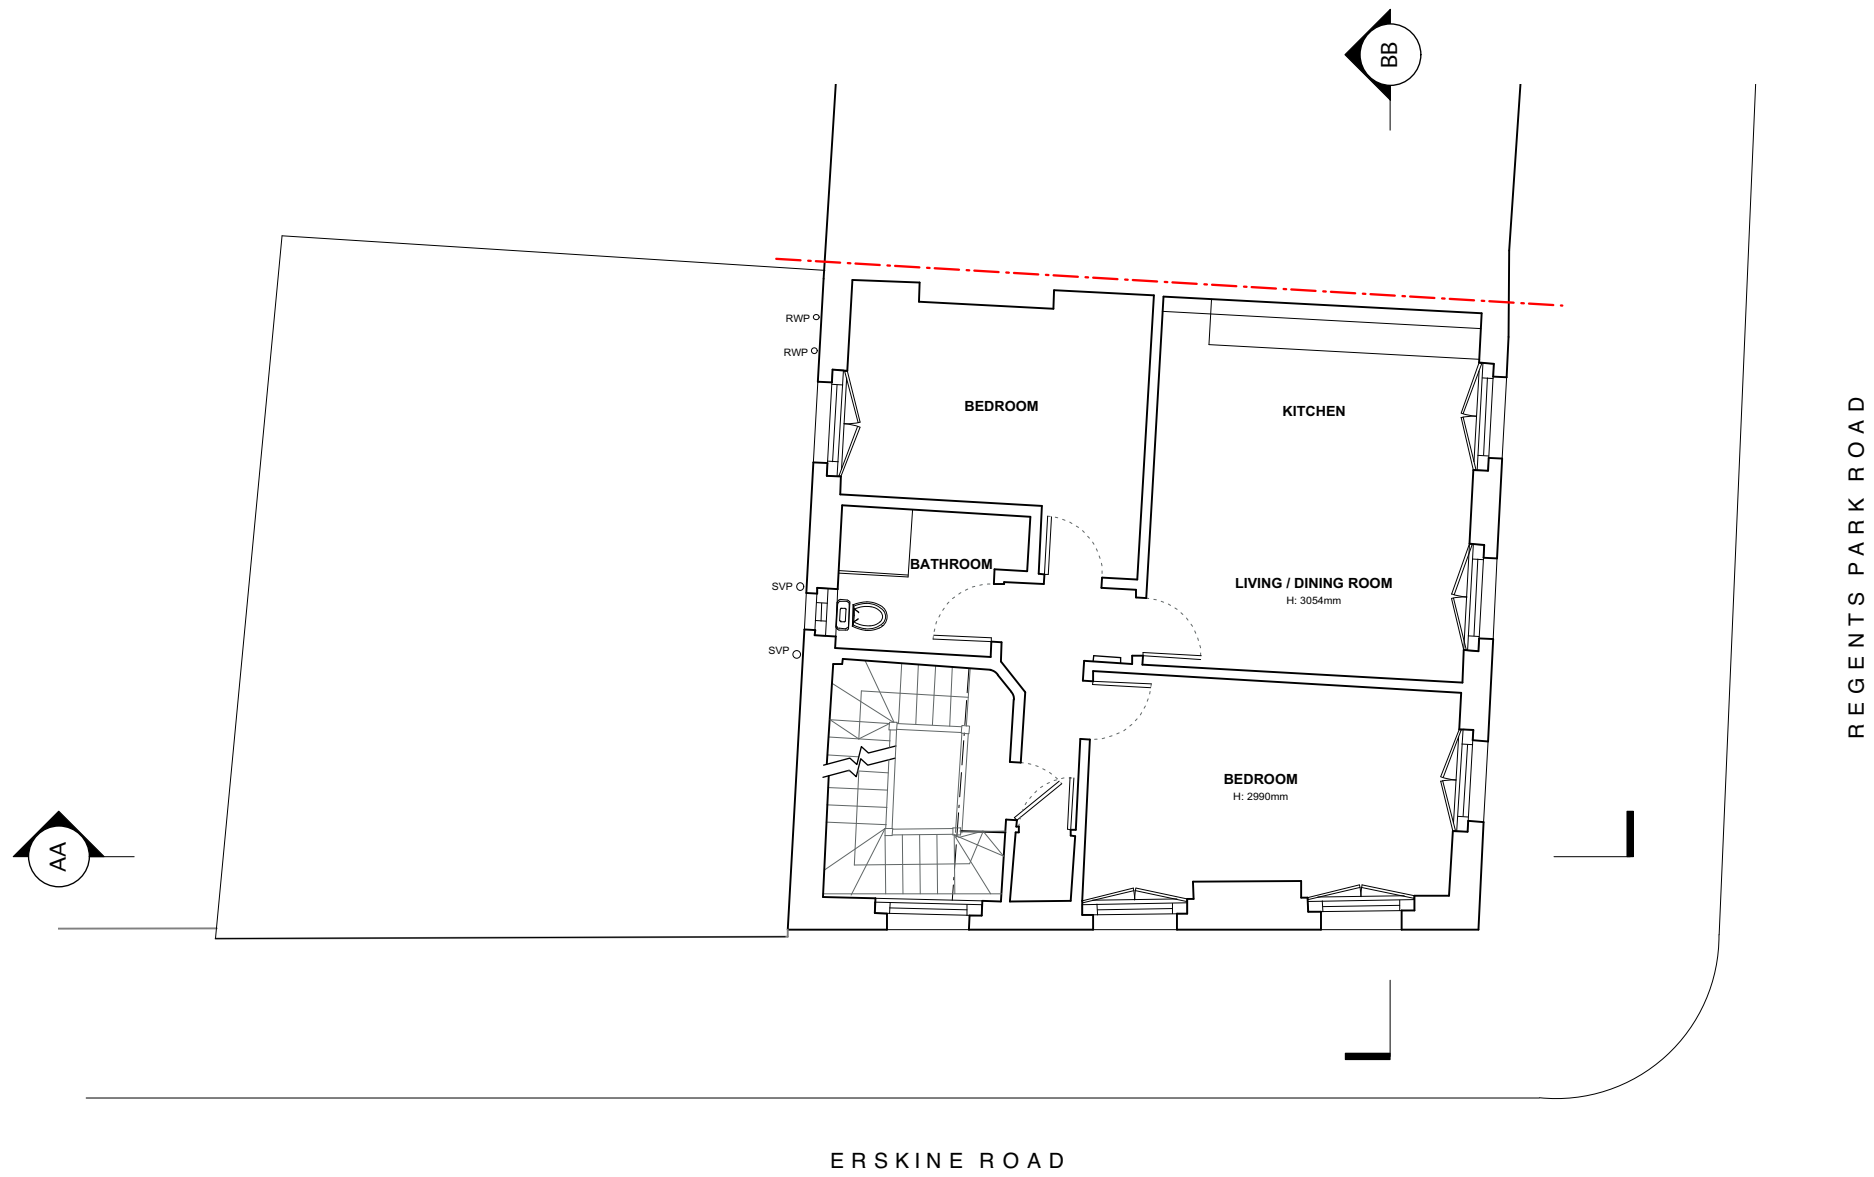 BB
RWP
RWP
BEDROOM
KITCHEN
REGENTS PARK ROAD
BATHROOM
SVP
LIVING / DINING ROOM
H: 3054mm
SVP
BEDROOM
H: 2990mm
AA
ERSKINE ROAD